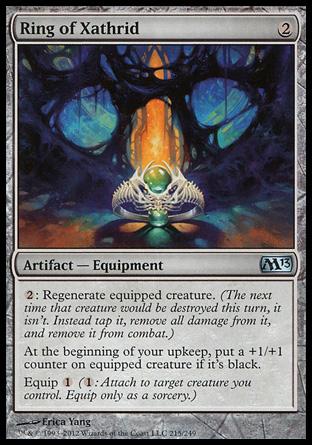 Ring of Xathrid 2
Artifact — Equipment M13
2: Regenerate equipped creature. (The next
time that creature would be destroyed this turn, it
isn't. Instead tap it, remove all damage from it,
and remove it from combat.)
At the beginning of your upkeep, put a +1/+1
counter on equipped creature if it's black.
Equip 1 (1: Attach to target creature you
control. Equip only as a sorcery.)
Erica Yang
™ & © 1993–2012 Wizards of the Coast LLC 215/249